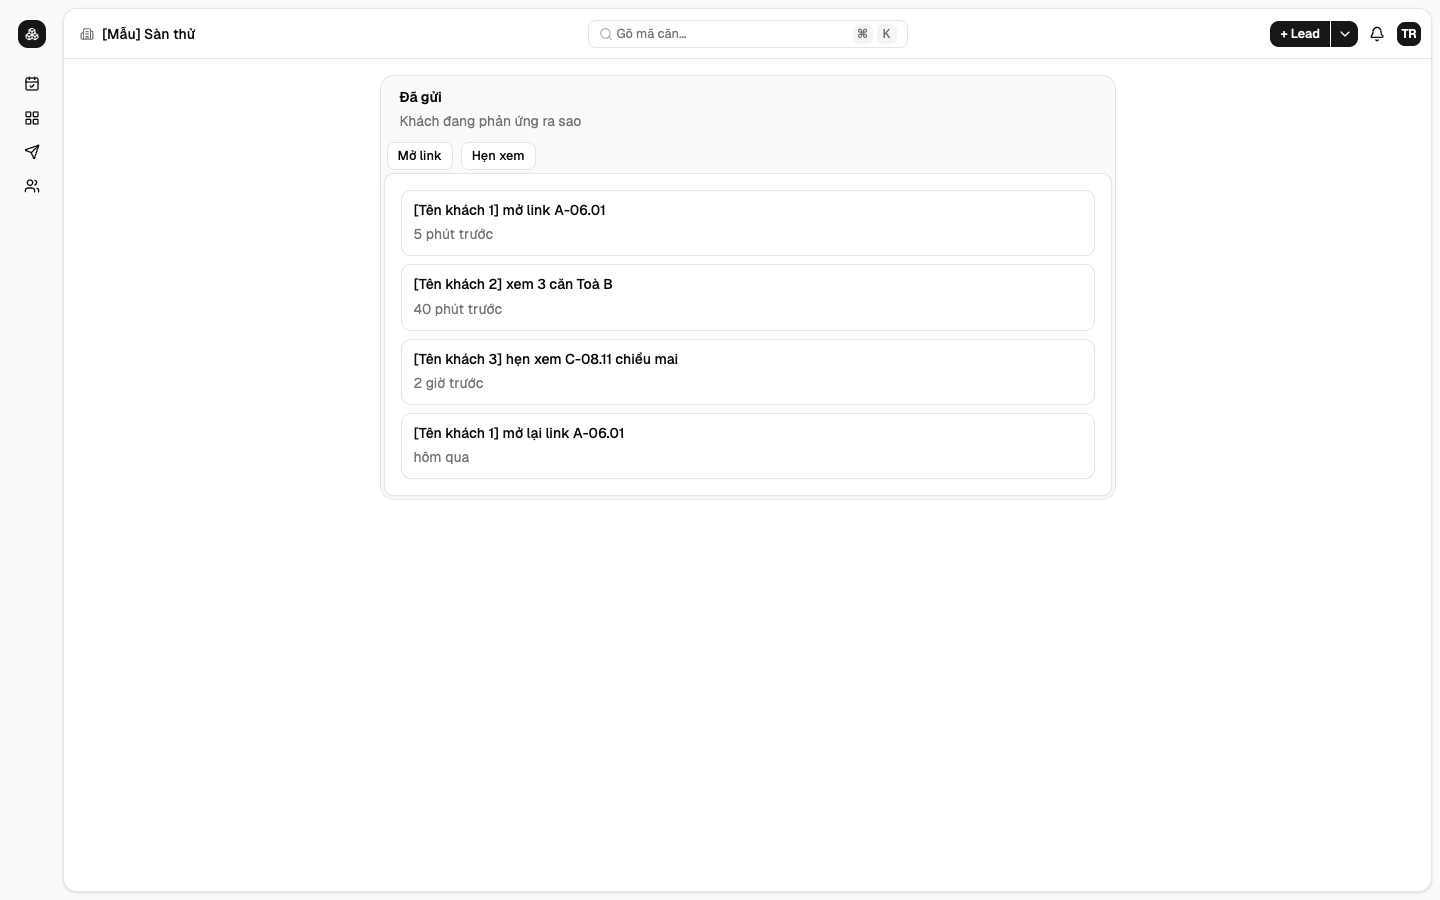 [Mẫu] Sàn thử
Gõ mã căn...
⌘ K
+ Lead
TR
Đã gửi
Khách đang phản ứng ra sao
Mở link
Hẹn xem
[Tên khách 1] mở link A-06.01
5 phút trước
[Tên khách 2] xem 3 căn Toà B
40 phút trước
[Tên khách 3] hẹn xem C-08.11 chiều mai
2 giờ trước
[Tên khách 1] mở lại link A-06.01
hôm qua